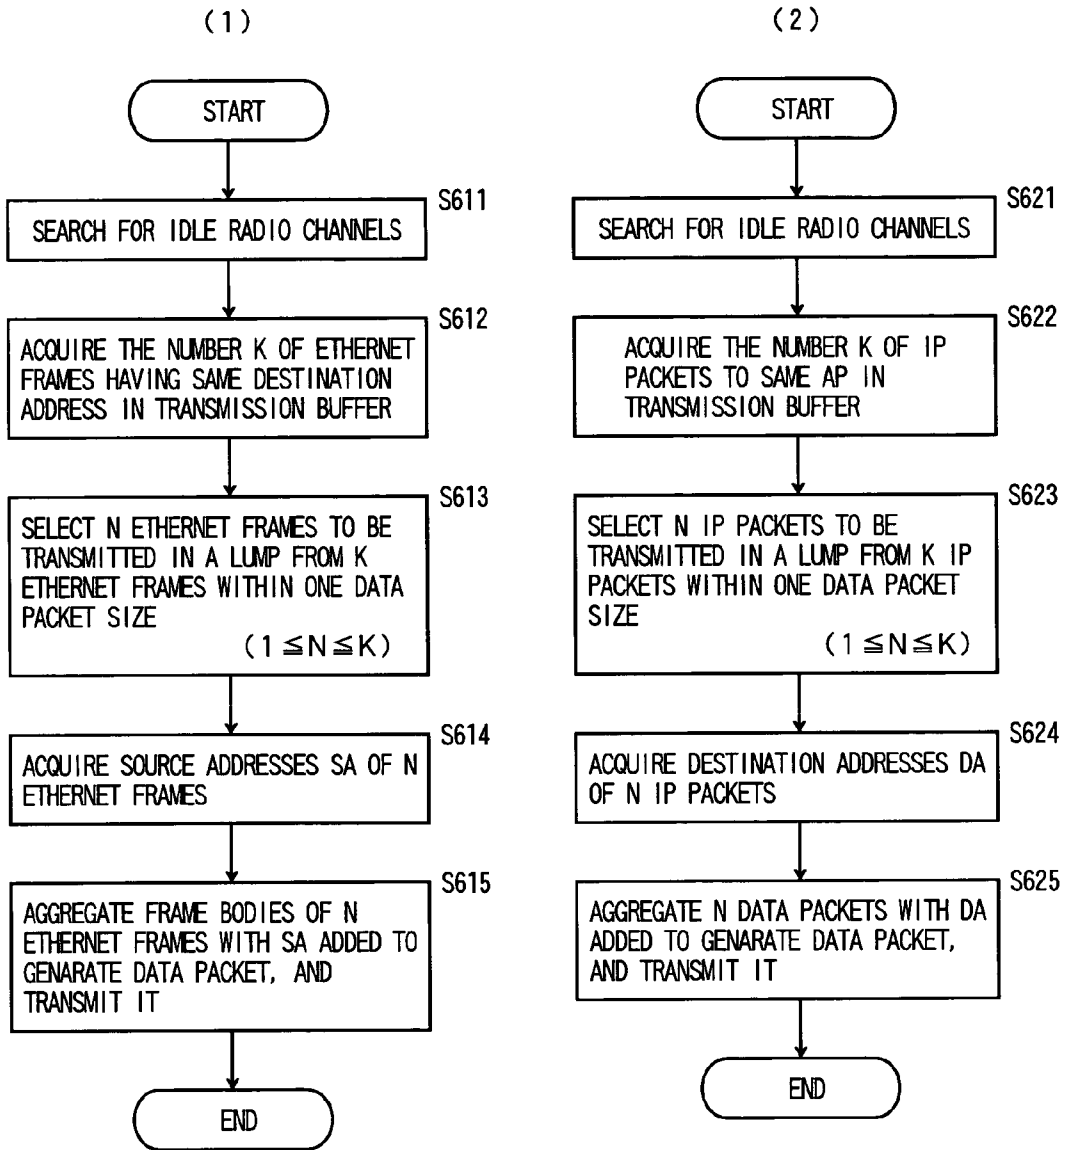 (1)
START
S611
SEARCH FOR IDLE RADIO CHANNELS
S612
ACQUIRE THE NUMBER K OF ETHERNET
FRAMES HAVING SAME DESTINATION
ADDRESS IN TRANSMISSION BUFFER
S613
SELECT N ETHERNET FRAMES TO BE
TRANSMITTED IN A LUMP FROM K
ETHERNET FRAMES WITHIN ONE DATA
PACKET SIZE
(1≦N≦K)
S614
ACQUIRE SOURCE ADDRESSES SA OF N
ETHERNET FRAMES
S615
AGGREGATE FRAME BODIES OF N
ETHERNET FRAMES WITH SA ADDED TO
GENARATE DATA PACKET, AND
TRANSMIT IT
END
(2)
START
S621
SEARCH FOR IDLE RADIO CHANNELS
S622
ACQUIRE THE NUMBER K OF IP
PACKETS TO SAME AP IN
TRANSMISSION BUFFER
S623
SELECT N IP PACKETS TO BE
TRANSMITTED IN A LUMP FROM K IP
PACKETS WITHIN ONE DATA PACKET
SIZE
(1≦N≦K)
S624
ACQUIRE DESTINATION ADDRESSES DA
OF N IP PACKETS
S625
AGGREGATE N DATA PACKETS WITH DA
ADDED TO GENARATE DATA PACKET,
AND TRANSMIT IT
END